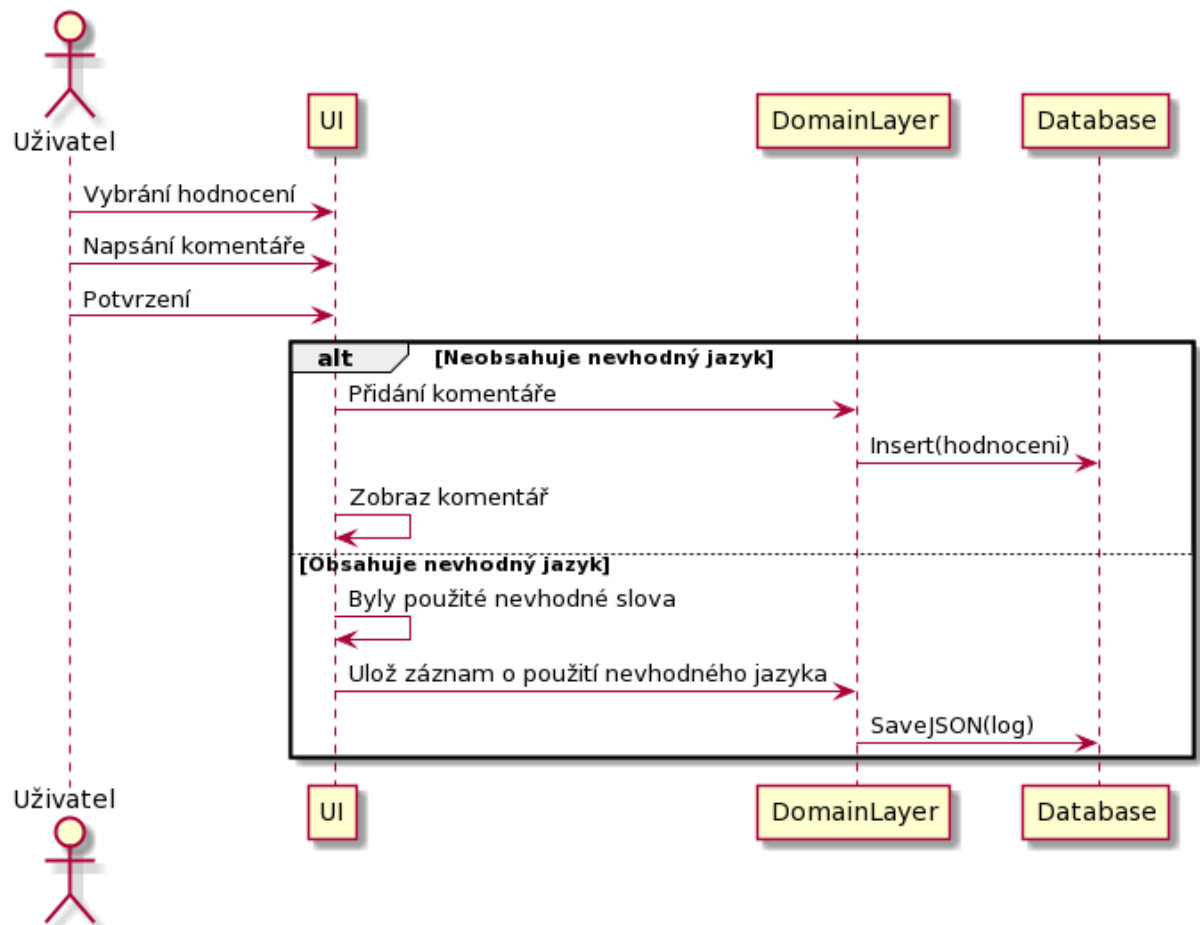 Uživatel
UI
DomainLayer
Database
Vybrání hodnocení
Napsání komentáře
Potvrzení
alt [Neobsahuje nevhodný jazyk]
Přidání komentáře
Insert(hodnoceni)
Zobraz komentář
[Obsahuje nevhodný jazyk]
Byly použité nevhodné slova
Ulož záznam o použití nevhodného jazyka
SaveJSON(log)
Uživatel
UI
DomainLayer
Database